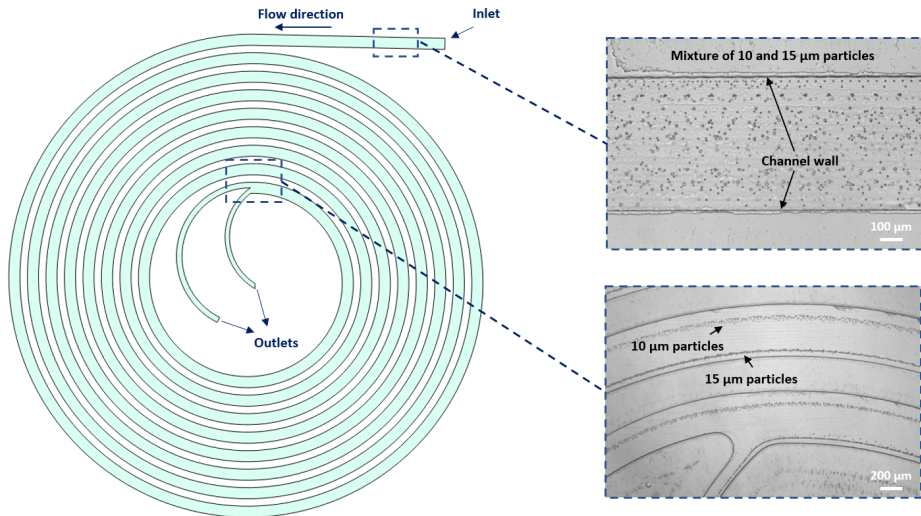 Flow direction
Inlet
Mixture of 10 and 15 µm particles
Channel wall
100 µm
10 µm particles
15 µm particles
Outlets
200 µm